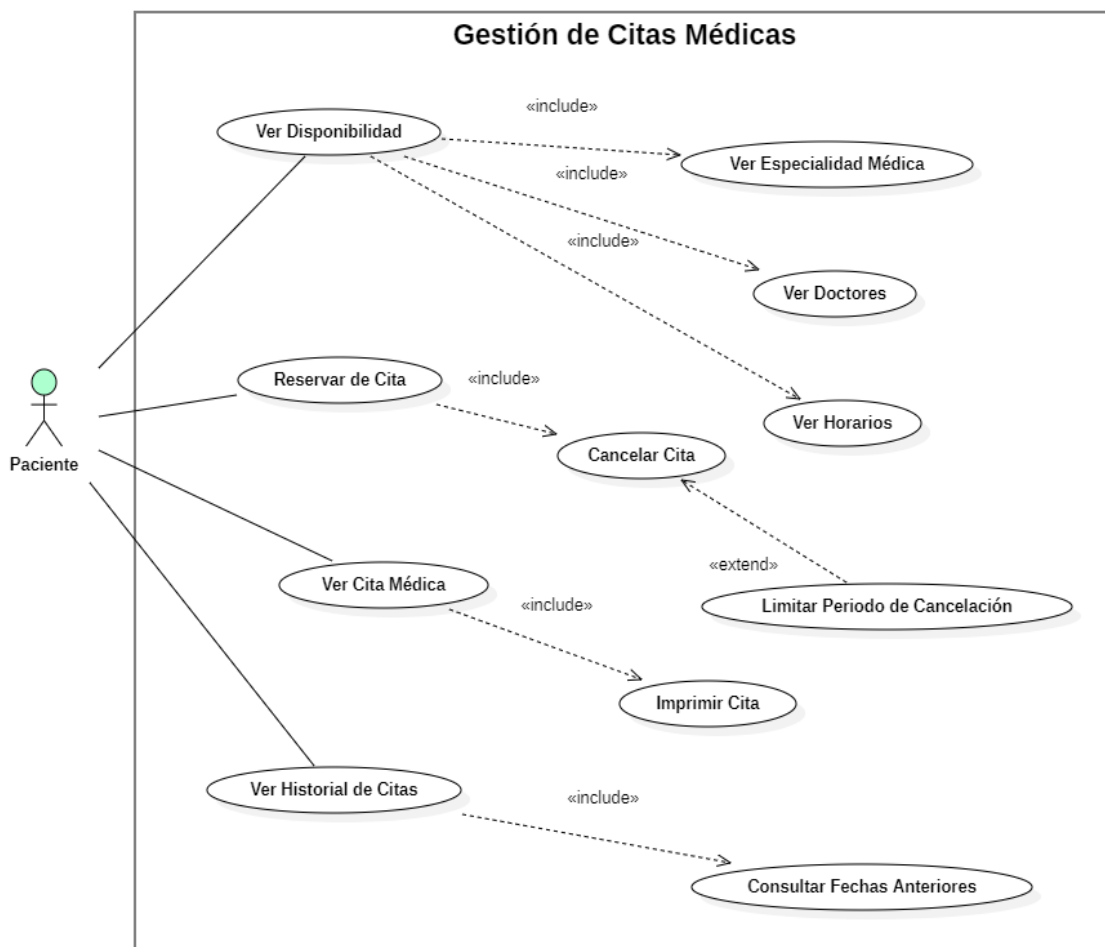 Gestión de Citas Médicas
«include»
Ver Disponibilidad
Ver Especialidad Médica
«include»
«include»
Ver Doctores
Reservar de Cita
«include»
Ver Horarios
Cancelar Cita
Paciente
«extend»
Ver Cita Médica
«include»
Limitar Periodo de Cancelación
Imprimir Cita
Ver Historial de Citas
«include»
Consultar Fechas Anteriores